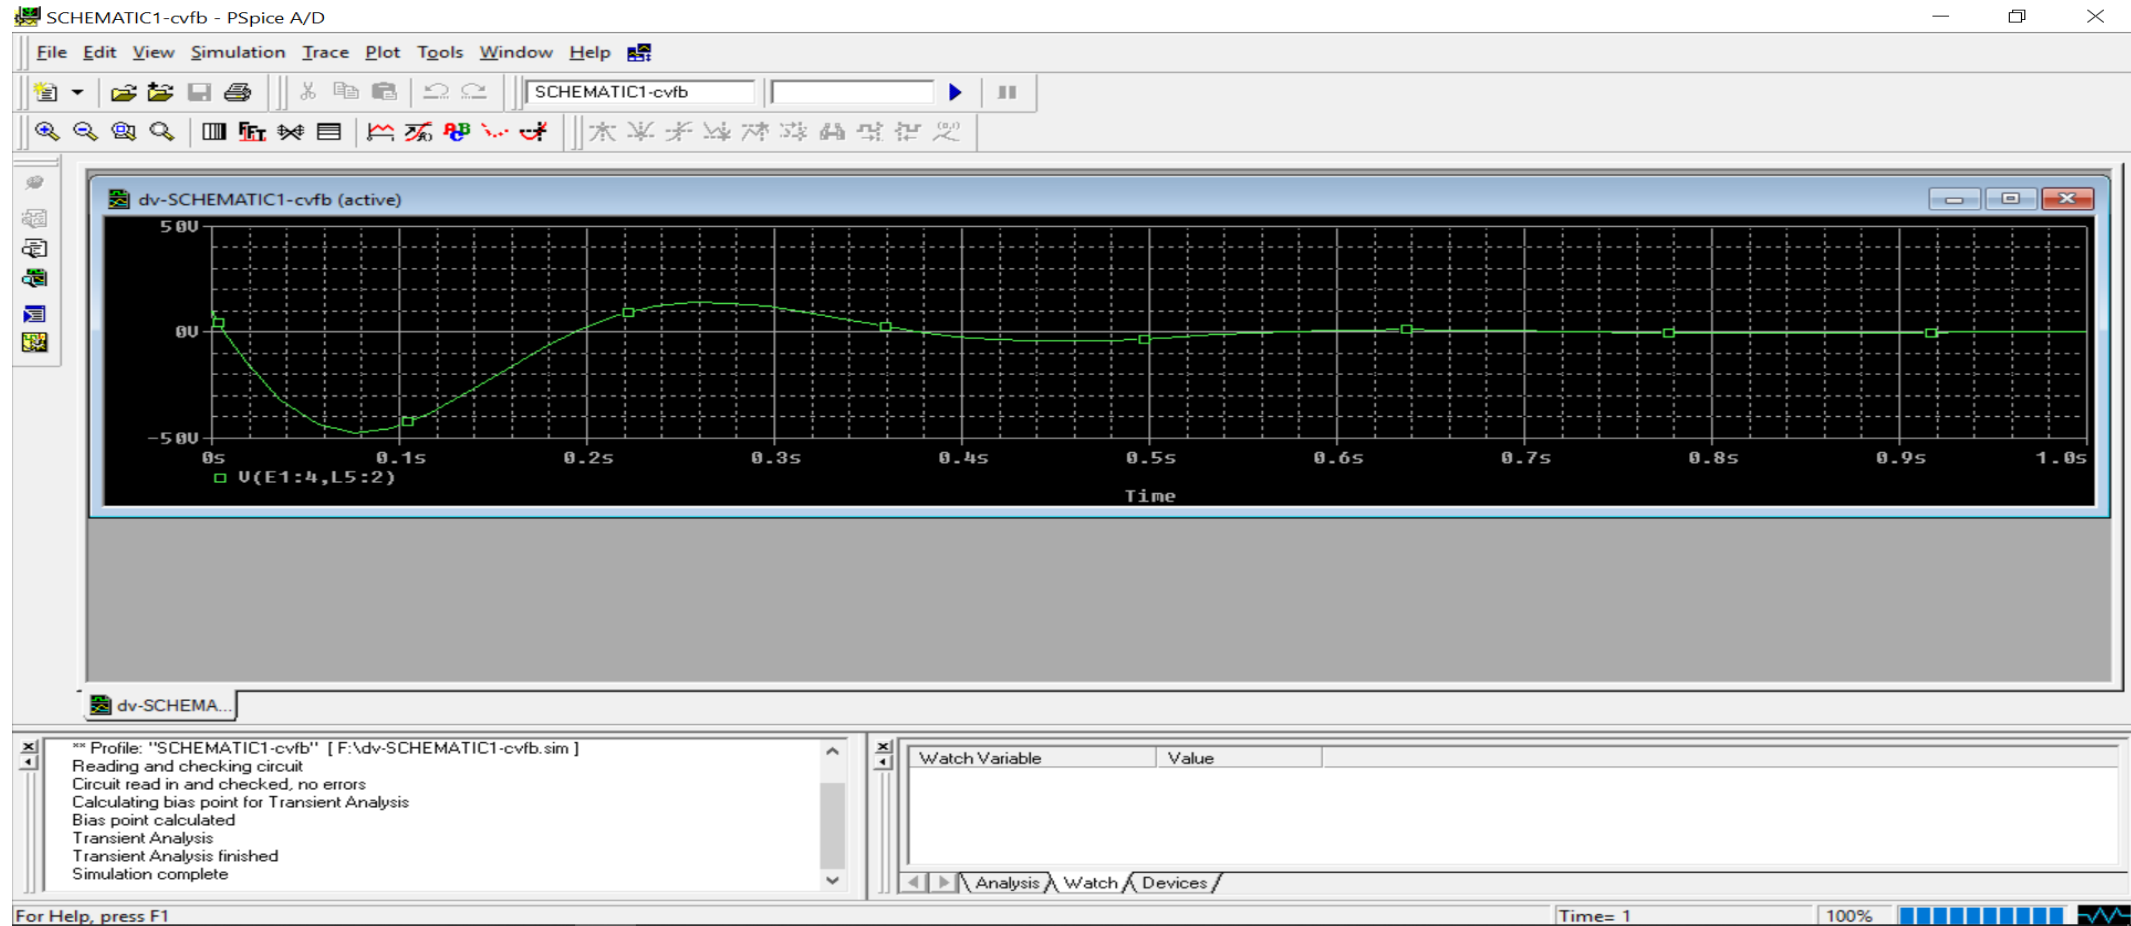 SCHEMATIC1-cvfb - PSpice A/D
File Edit View Simulation Trace Plot Tools Window Help
SCHEMATIC1-cvfb
dv-SCHEMATIC1-cvfb (active)
50V
0V
-50V
0s 0.1s 0.2s 0.3s 0.4s 0.5s 0.6s 0.7s 0.8s 0.9s 1.0s
V(E1:4,L5:2)
Time
dv-SCHEMA...
** Profile: "SCHEMATIC1-cvfb" [ F:\dv-SCHEMATIC1-cvfb.sim ]
Reading and checking circuit
Circuit read in and checked, no errors
Calculating bias point for Transient Analysis
Bias point calculated
Transient Analysis
Transient Analysis finished
Simulation complete
Watch Variable Value
Analysis Watch Devices
For Help, press F1 Time= 1 100%